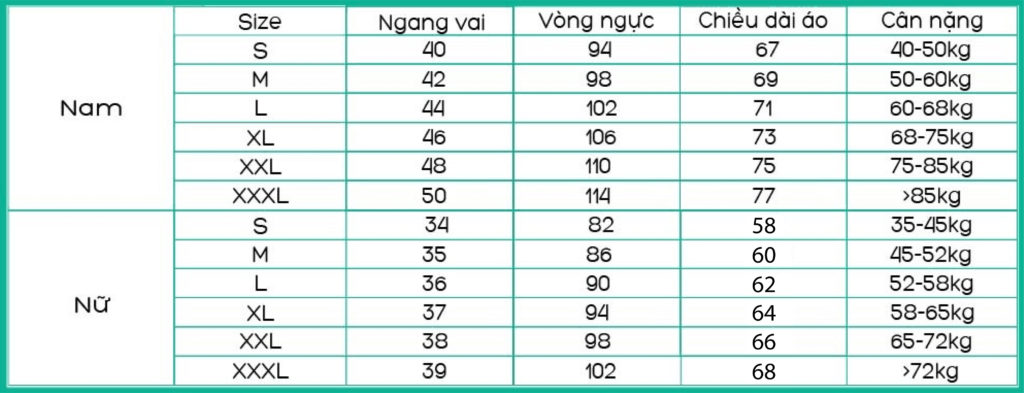 Size Ngang vai Vòng ngực Chiều dài áo Cân nặng
S 40 94 67 40-50kg
M 42 98 69 50-60kg
Nam L 44 102 71 60-68kg
XL 46 106 73 68-75kg
XXL 48 110 75 75-85kg
XXXL 50 114 77 >85kg
S 34 82 58 35-45kg
M 35 86 60 45-52kg
L 36 90 62 52-58kg
Nữ XL 37 94 64 58-65kg
XXL 38 98 66 65-72kg
XXXL 39 102 68 >72kg